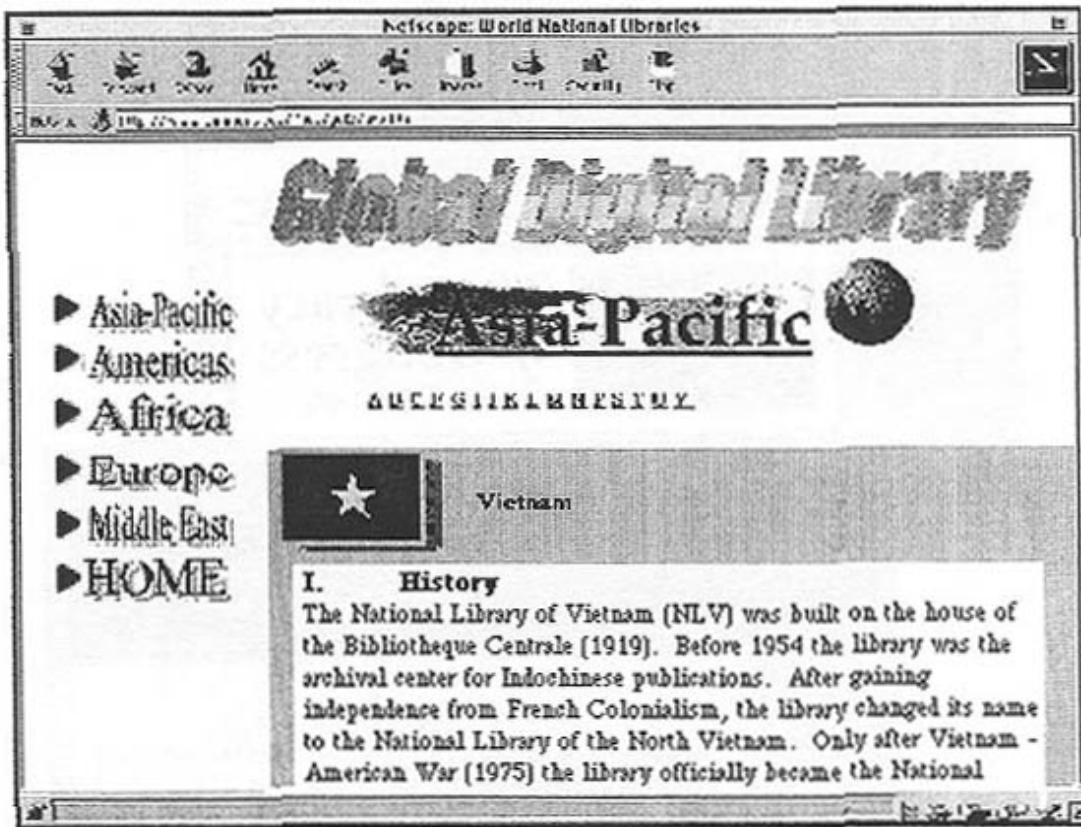 Netscape: World National Libraries
Global Digital Library
Asia-Pacific
Asia-Pacific
Americas
Africa
Europe
Middle East
HOME
Vietnam
I. History
The National Library of Vietnam (NLV) was built on the house of
the Bibliotheque Centrale (1919). Before 1954 the library was the
archival center for Indochinese publications. After gaining
independence from French Colonialism, the library changed its name
to the National Library of the North Vietnam. Only after Vietnam -
American War (1975) the library officially became the National